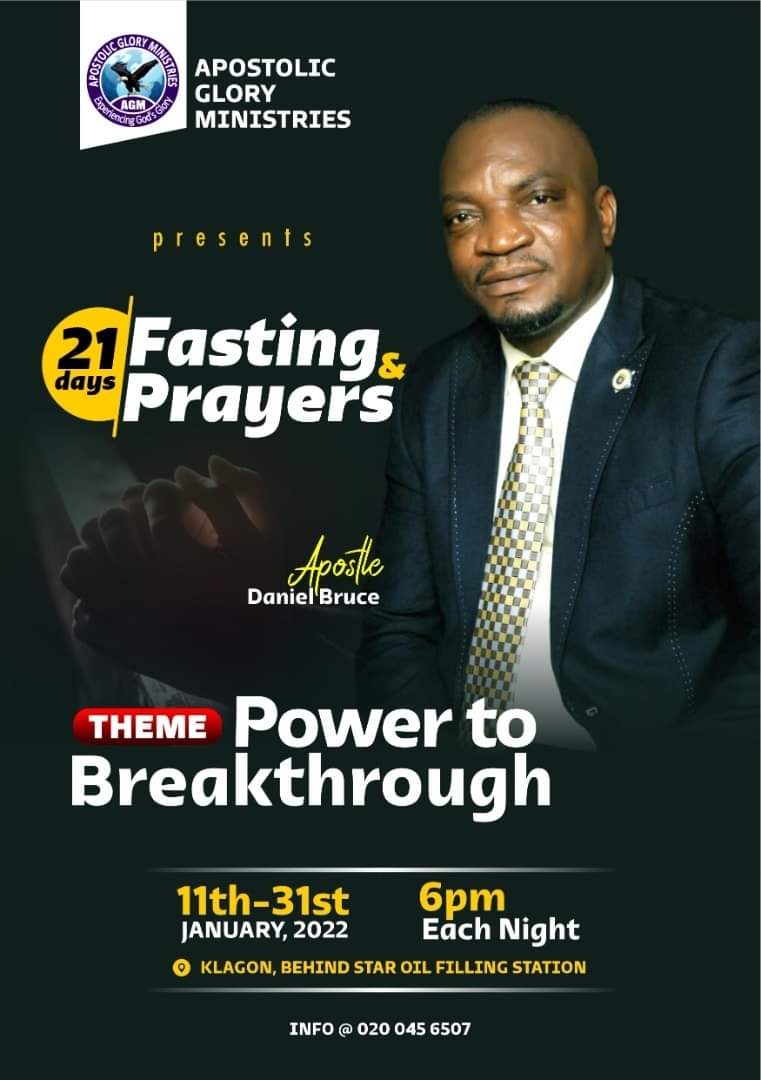 APOSTOLIC GLORY MINISTRIES
AGM
Experiencing God's Glory
APOSTOLIC
GLORY
MINISTRIES
presents
21
days
Fasting &
Prayers
Apostle
Daniel Bruce
THEME Power to
Breakthrough
11th-31st
JANUARY, 2022
6pm
Each Night
KLAGON, BEHIND STAR OIL FILLING STATION
INFO @ 020 045 6507